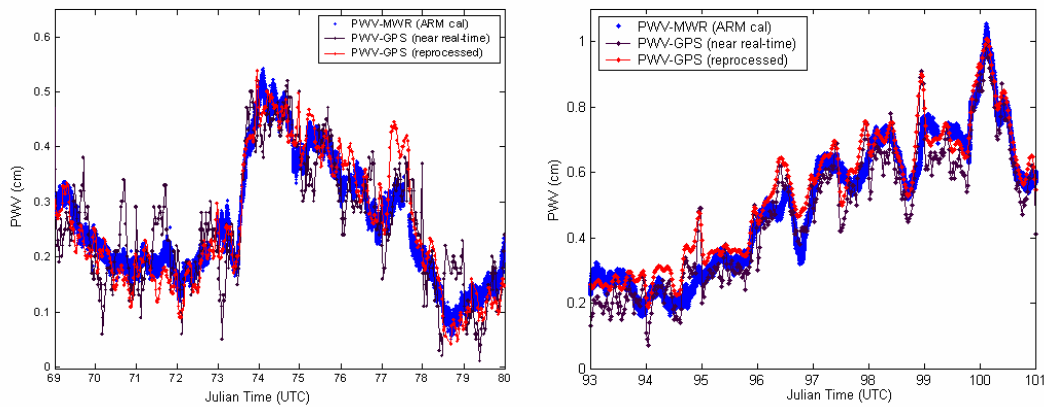 PWV-MWR (ARM cal)
PWV-GPS (near real-time)
PWV-GPS (reprocessed)
0.6
0.5
0.4
0.3
0.2
0.1
0
PWV (cm)
69 70 71 72 73 74 75 76 77 78 79 80
Julian Time (UTC)
PWV-MWR (ARM cal)
PWV-GPS (near real-time)
PWV-GPS (reprocessed)
1
0.8
0.6
0.4
0.2
0
PWV (cm)
93 94 95 96 97 98 99 100 101
Julian Time (UTC)